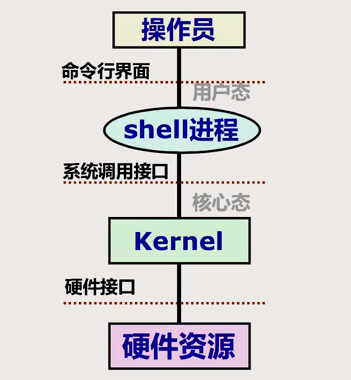 操作员
命令行界面
用户态
shell进程
系统调用接口
核心态
Kernel
硬件接口
硬件资源